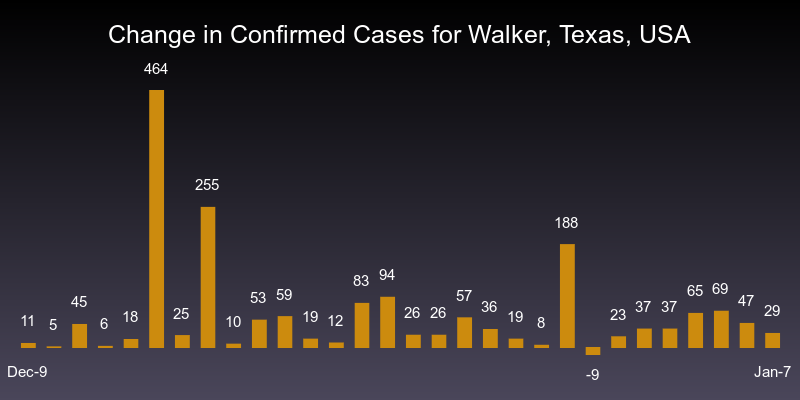 Change in Confirmed Cases for Walker, Texas, USA
11 5 45 6 18 464 25 255 10 53 59 19 12 83 94 26 26 57 36 19 8 188 -9 23 37 37 65 69 47 29
Dec-9 Jan-7